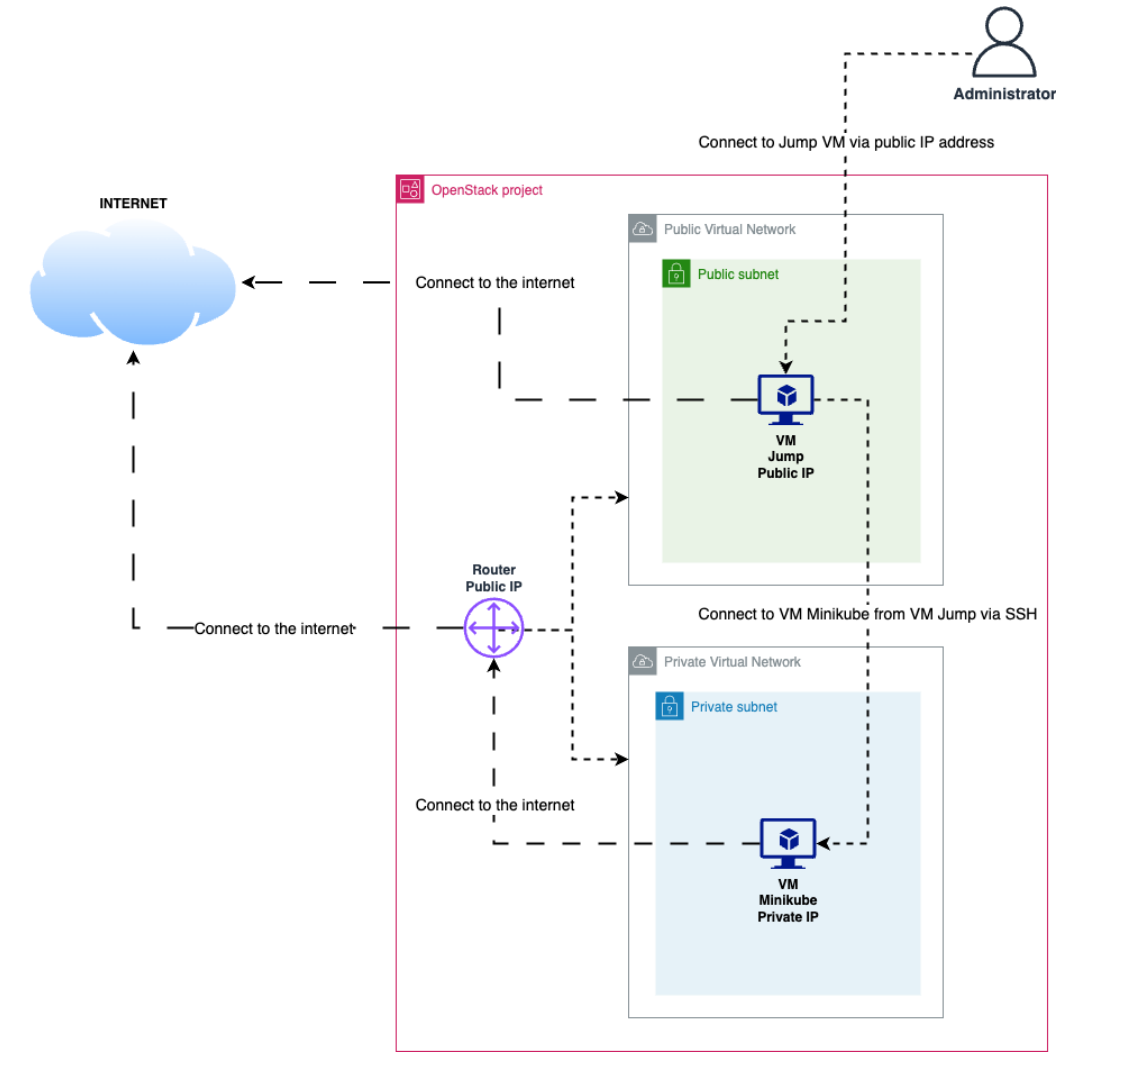 Administrator
Connect to Jump VM via public IP address
OpenStack project
INTERNET
Public Virtual Network
Public subnet
Connect to the internet
VM
Jump
Public IP
Router
Public IP
Connect to VM Minikube from VM Jump via SSH
Connect to the internet
Private Virtual Network
Private subnet
Connect to the internet
VM
Minikube
Private IP